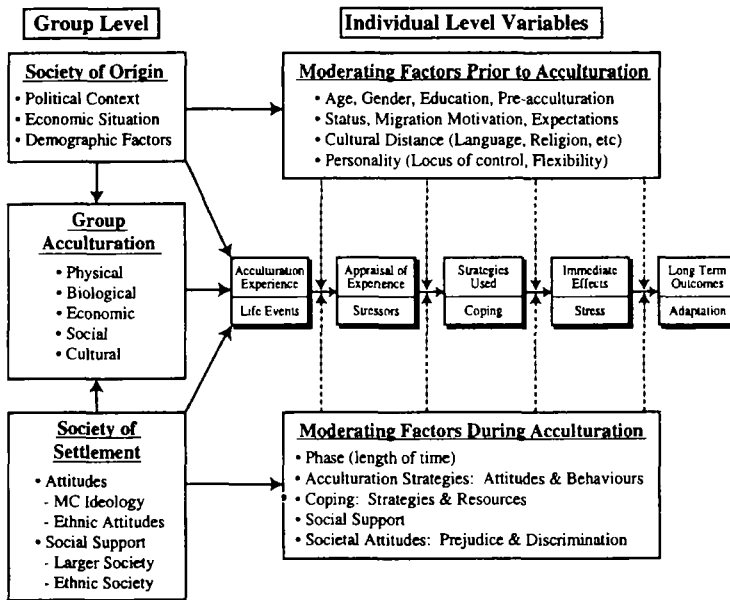 Group Level
Individual Level Variables
Society of Origin
• Political Context
• Economic Situation
• Demographic Factors
Moderating Factors Prior to Acculturation
• Age, Gender, Education, Pre-acculturation
• Status, Migration Motivation, Expectations
• Cultural Distance (Language, Religion, etc)
• Personality (Locus of control, Flexibility)
Group
Acculturation
• Physical
• Biological
• Economic
• Social
• Cultural
Acculturation
Experience
Life Events
Appraisal of
Experience
Stressors
Strategies
Used
Coping
Immediate
Effects
Stress
Long Term
Outcomes
Adaptation
Society of
Settlement
• Attitudes
- MC Ideology
- Ethnic Attitudes
• Social Support
- Larger Society
- Ethnic Society
Moderating Factors During Acculturation
• Phase (length of time)
• Acculturation Strategies: Attitudes & Behaviours
• Coping: Strategies & Resources
• Social Support
• Societal Attitudes: Prejudice & Discrimination